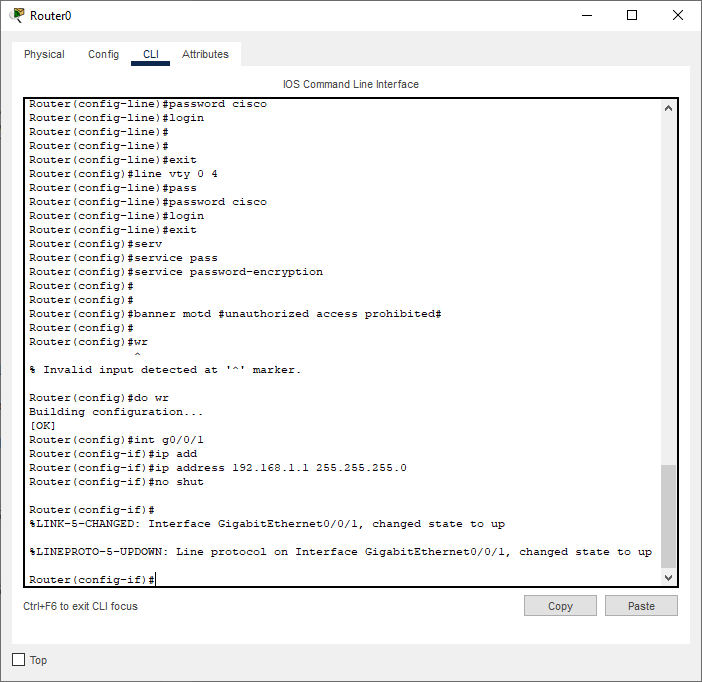 Router0
Physical Config CLI Attributes
IOS Command Line Interface
Router(config-line)#password cisco
Router(config-line)#login
Router(config-line)#
Router(config-line)#
Router(config-line)#exit
Router(config)#line vty 0 4
Router(config-line)#pass
Router(config-line)#password cisco
Router(config-line)#login
Router(config-line)#exit
Router(config)#serv
Router(config)#service pass
Router(config)#service password-encryption
Router(config)#
Router(config)#
Router(config)#banner motd #unauthorized access prohibited#
Router(config)#
Router(config)#wr
^
% Invalid input detected at '^' marker.
Router(config)#do wr
Building configuration...
[OK]
Router(config)#int g0/0/1
Router(config-if)#ip add
Router(config-if)#ip address 192.168.1.1 255.255.255.0
Router(config-if)#no shut
Router(config-if)#
%LINK-5-CHANGED: Interface GigabitEthernet0/0/1, changed state to up
%LINEPROTO-5-UPDOWN: Line protocol on Interface GigabitEthernet0/0/1, changed state to up
Router(config-if)#
Ctrl+F6 to exit CLI focus
Copy Paste
Top